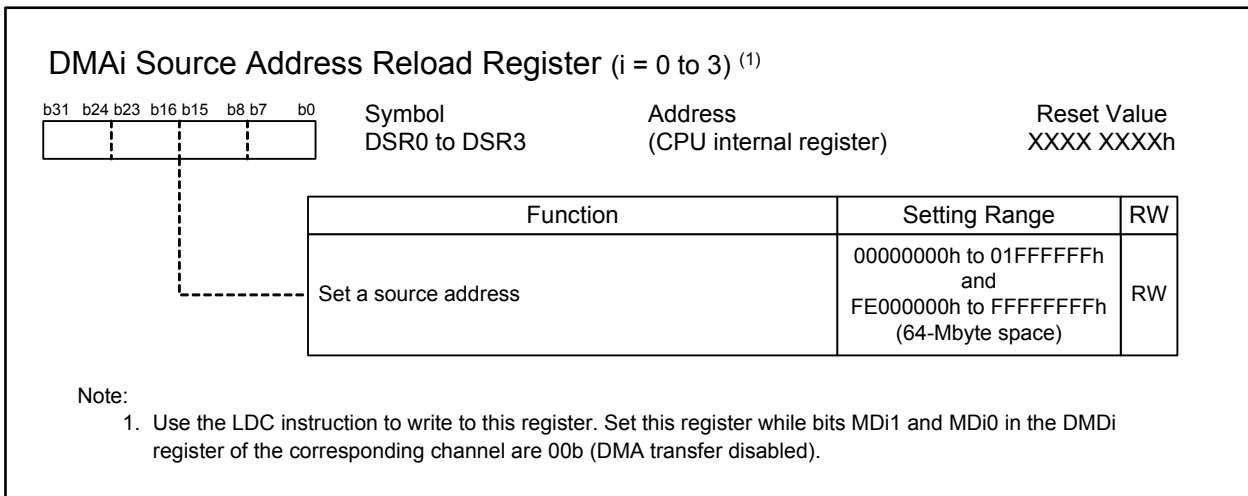 DMAi Source Address Reload Register (i = 0 to 3) (1)
b31 b24 b23 b16 b15 b8 b7 b0
Symbol Address Reset Value
DSR0 to DSR3 (CPU internal register) XXXX XXXXh
Function Setting Range RW
Set a source address
00000000h to 01FFFFFFh
and
FE000000h to FFFFFFFFh
(64-Mbyte space)
RW
Note:
1. Use the LDC instruction to write to this register. Set this register while bits MDi1 and MDi0 in the DMDi
register of the corresponding channel are 00b (DMA transfer disabled).